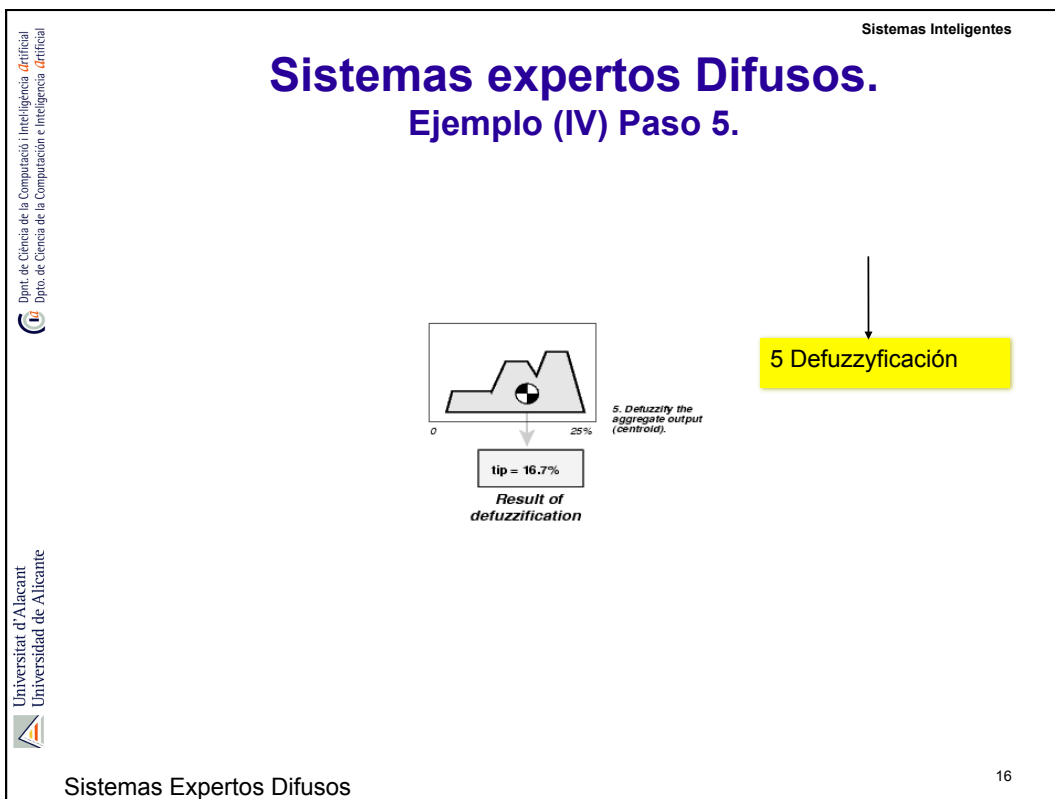 Sistemas Inteligentes
Sistemas expertos Difusos.
Ejemplo (IV) Paso 5.
Dpnt. de Ciència de la Computació i Intel·ligència artificial
Dpto. de Ciencia de la Computación e Inteligencia artificial
5 Defuzzyficación
5. Defuzzify the
aggregate output
(centroid).
0
25%
tip = 16.7%
Result of
defuzzification
Universitat d'Alacant
Universidad de Alicante
Sistemas Expertos Difusos
16